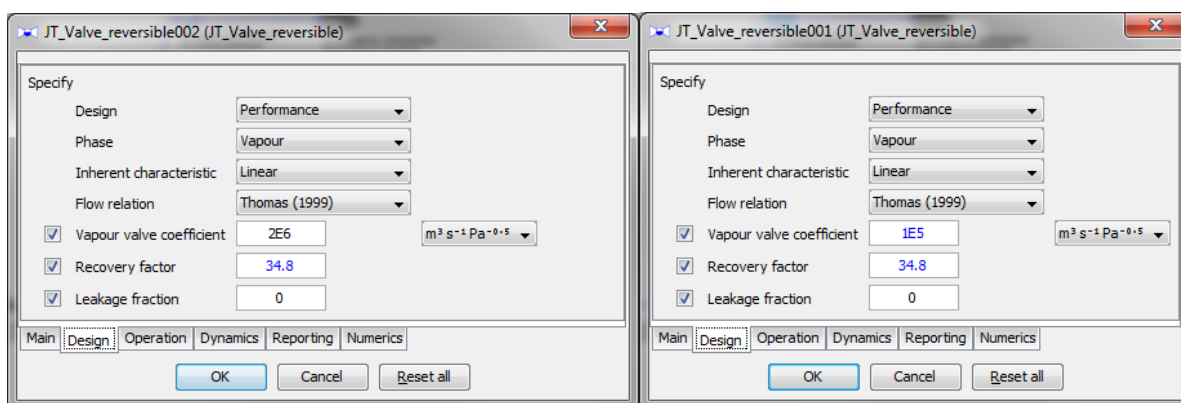 JT_Valve_reversible002 (JT_Valve_reversible)
Specify
Design Performance
Phase Vapour
Inherent characteristic Linear
Flow relation Thomas (1999)
Vapour valve coefficient 2E6 m³ s⁻¹ Pa⁻⁰·⁵
Recovery factor 34.8
Leakage fraction 0
Main Design Operation Dynamics Reporting Numerics
OK Cancel Reset all
JT_Valve_reversible001 (JT_Valve_reversible)
Specify
Design Performance
Phase Vapour
Inherent characteristic Linear
Flow relation Thomas (1999)
Vapour valve coefficient 1E5 m³ s⁻¹ Pa⁻⁰·⁵
Recovery factor 34.8
Leakage fraction 0
Main Design Operation Dynamics Reporting Numerics
OK Cancel Reset all